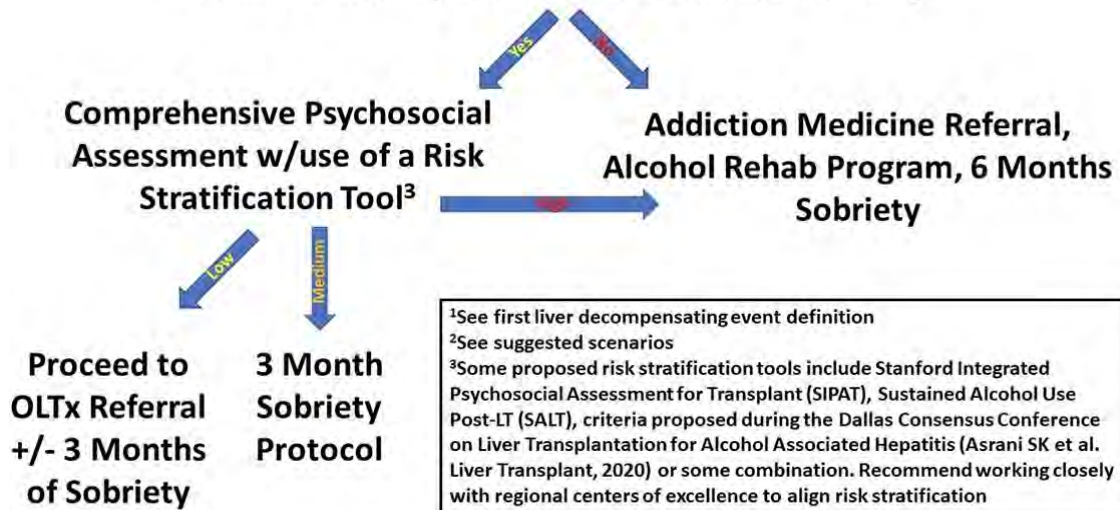 Yes
No
Comprehensive Psychosocial
Assessment w/use of a Risk
Stratification Tool³
Addiction Medicine Referral,
Alcohol Rehab Program, 6 Months
Sobriety
High
Low
Medium
Proceed to
OLTx Referral
+/- 3 Months
of Sobriety
3 Month
Sobriety
Protocol
¹See first liver decompensating event definition
²See suggested scenarios
³Some proposed risk stratification tools include Stanford Integrated
Psychosocial Assessment for Transplant (SIPAT), Sustained Alcohol Use
Post-LT (SALT), criteria proposed during the Dallas Consensus Conference
on Liver Transplantation for Alcohol Associated Hepatitis (Asrani SK et al.
Liver Transplant, 2020) or some combination. Recommend working closely
with regional centers of excellence to align risk stratification